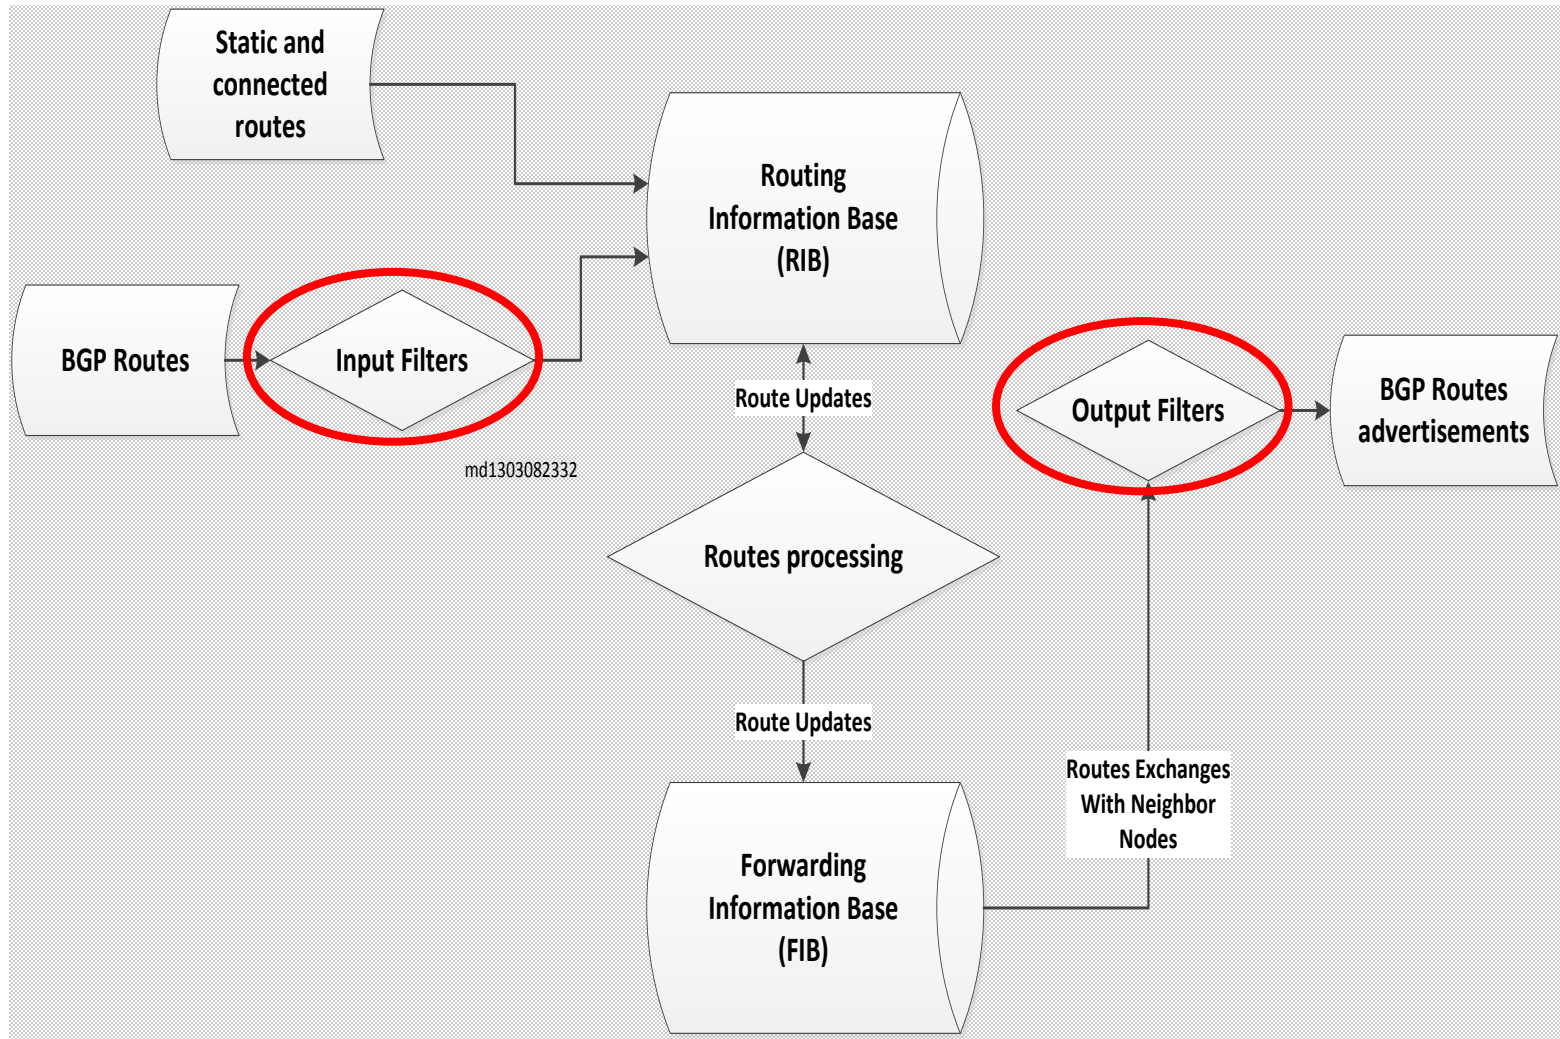 Static and
connected
routes
Routing
Information Base
(RIB)
BGP Routes
Input Filters
Route Updates
Output Filters
BGP Routes
advertisements
md1303082332
Routes processing
Route Updates
Routes Exchanges
With Neighbor
Nodes
Forwarding
Information Base
(FIB)